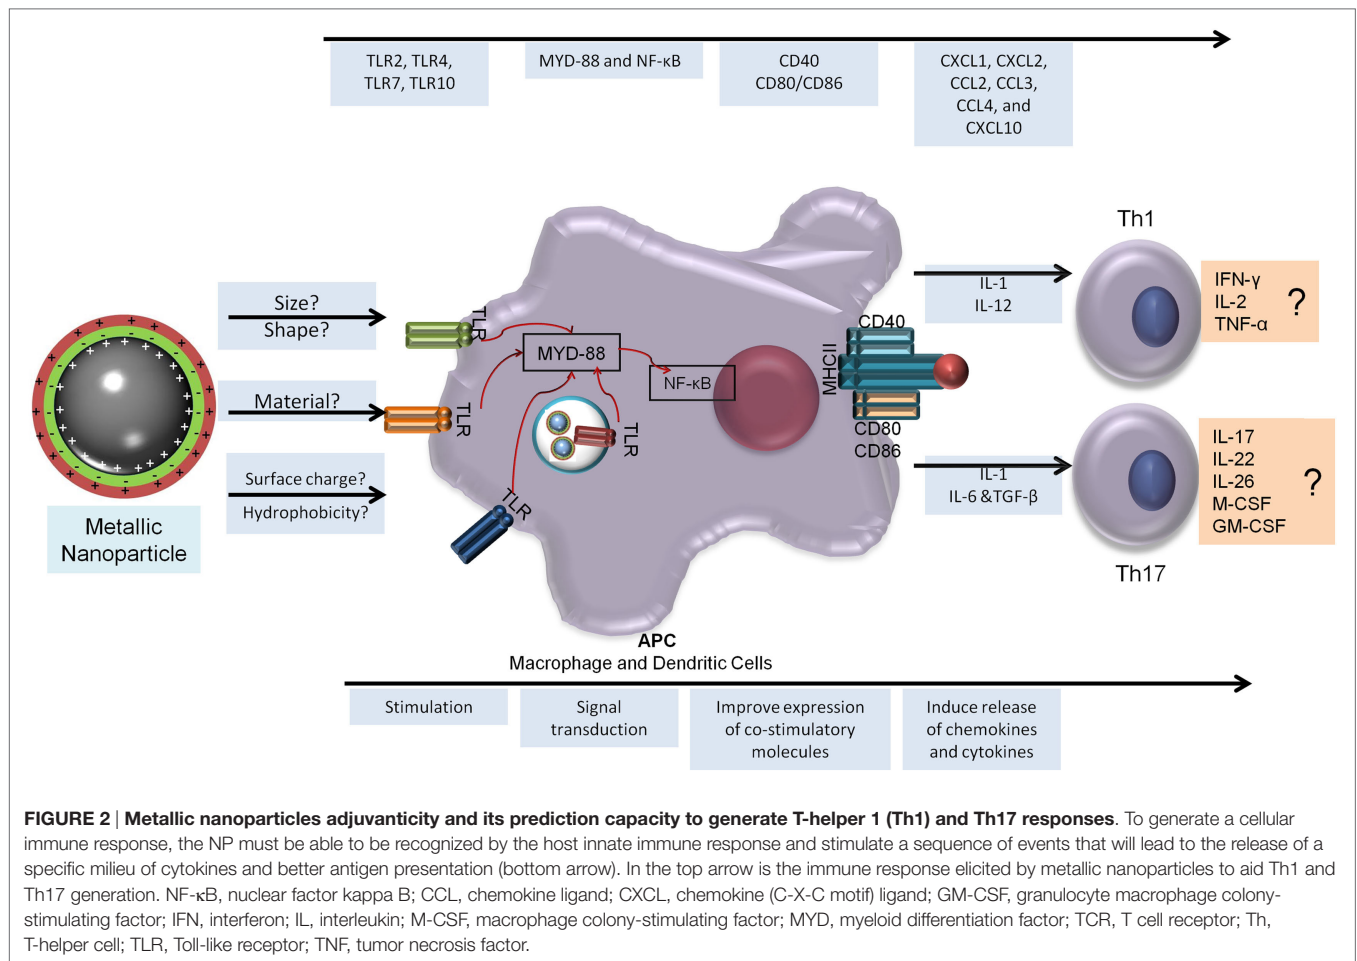 TLR2, TLR4,
TLR7, TLR10
MYD-88 and NF-κB
CD40
CD80/CD86
CXCL1, CXCL2,
CCL2, CCL3,
CCL4, and
CXCL10
Size?
Shape?
Material?
Surface charge?
Hydrophobicity?
Metallic
Nanoparticle
TLR
TLR
TLR
TLR
MYD-88
NF-κB
MHCII
CD40
CD80
CD86
IL-1
IL-12
IL-1
IL-6 &TGF-β
Th1
IFN-γ
IL-2
TNF-α
?
IL-17
IL-22
IL-26
M-CSF
GM-CSF
?
Th17
APC
Macrophage and Dendritic Cells
Stimulation
Signal
transduction
Improve expression
of co-stimulatory
molecules
Induce release
of chemokines
and cytokines
FIGURE 2 | Metallic nanoparticles adjuvanticity and its prediction capacity to generate T-helper 1 (Th1) and Th17 responses. To generate a cellular
immune response, the NP must be able to be recognized by the host innate immune response and stimulate a sequence of events that will lead to the release of a
specific milieu of cytokines and better antigen presentation (bottom arrow). In the top arrow is the immune response elicited by metallic nanoparticles to aid Th1 and
Th17 generation. NF-κB, nuclear factor kappa B; CCL, chemokine ligand; CXCL, chemokine (C-X-C motif) ligand; GM-CSF, granulocyte macrophage colony-
stimulating factor; IFN, interferon; IL, interleukin; M-CSF, macrophage colony-stimulating factor; MYD, myeloid differentiation factor; TCR, T cell receptor; Th,
T-helper cell; TLR, Toll-like receptor; TNF, tumor necrosis factor.